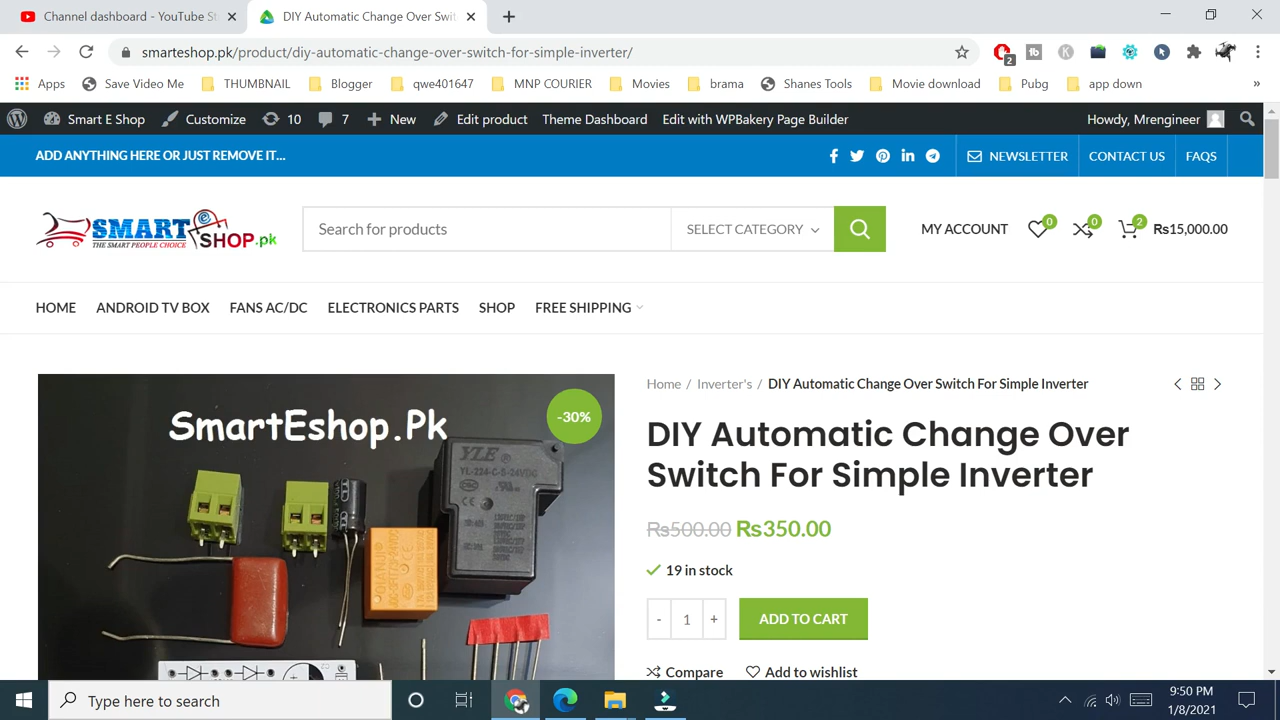 Channel dashboard - YouTube St
DIY Automatic Change Over Swit
smarteshop.pk/product/diy-automatic-change-over-switch-for-simple-inverter/
2
Apps
Save Video Me
THUMBNAIL
Blogger
qwe401647
MNP COURIER
Movies
brama
Shanes Tools
Movie download
Pubg
app down
»
Smart E Shop
Customize
10
7
New
Edit product
Theme Dashboard
Edit with WPBakery Page Builder
Howdy, Mrengineer
ADD ANYTHING HERE OR JUST REMOVE IT...
NEWSLETTER
CONTACT US
FAQS
SMART e
SHOP.pk
THE SMART PEOPLE CHOICE
Search for products
SELECT CATEGORY
MY ACCOUNT
0
0
2
₨15,000.00
HOME
ANDROID TV BOX
FANS AC/DC
ELECTRONICS PARTS
SHOP
FREE SHIPPING
SmartEshop.Pk
-30%
YLE
YL-224-C-S-24VDC
Home / Inverter's / DIY Automatic Change Over Switch For Simple Inverter
DIY Automatic Change Over
Switch For Simple Inverter
₨500.00 ₨350.00
19 in stock
- 1 +
ADD TO CART
Compare
Add to wishlist
Type here to search
9:50 PM
1/8/2021